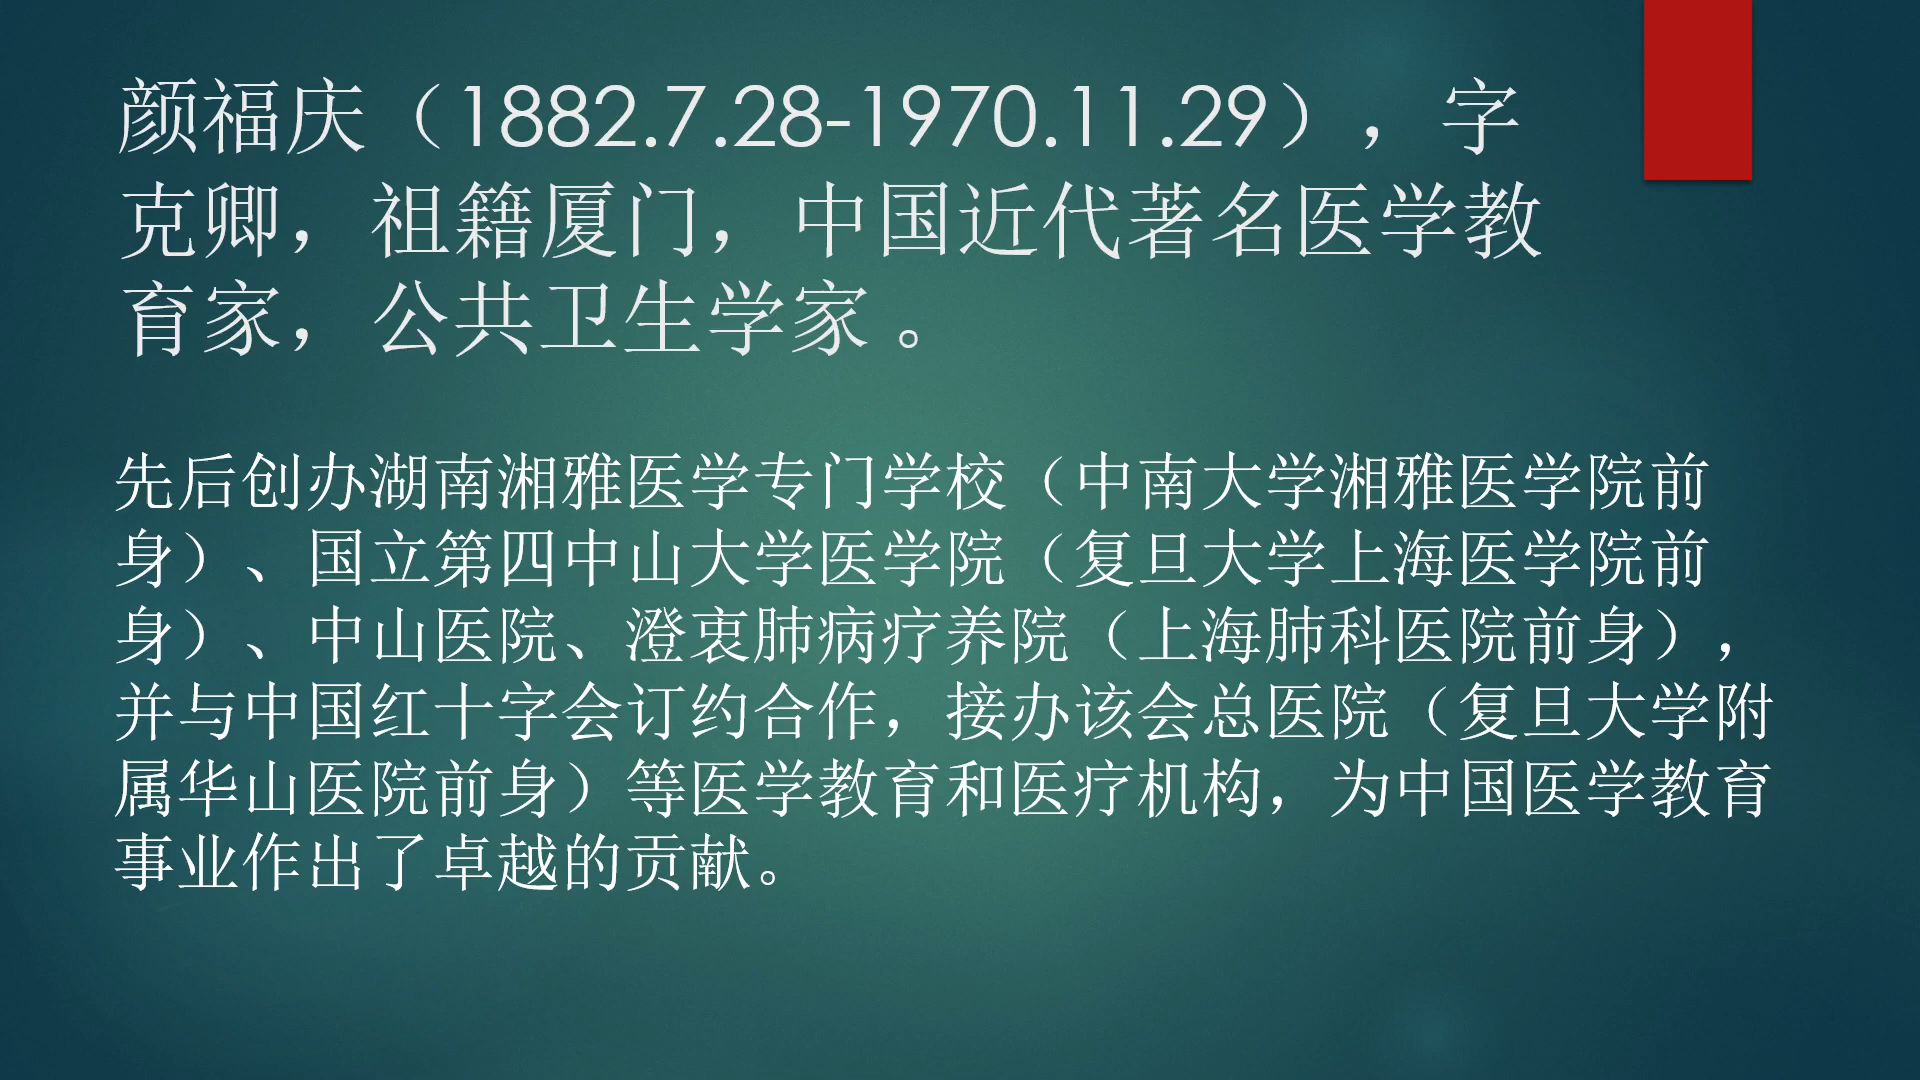 颜福庆（1882.7.28-1970.11.29），字
克卿，祖籍厦门，中国近代著名医学教
育家，公共卫生学家 。
先后创办湖南湘雅医学专门学校（中南大学湘雅医学院前
身）、国立第四中山大学医学院（复旦大学上海医学院前
身）、中山医院、澄衷肺病疗养院（上海肺科医院前身），
并与中国红十字会订约合作，接办该会总医院（复旦大学附
属华山医院前身）等医学教育和医疗机构，为中国医学教育
事业作出了卓越的贡献。